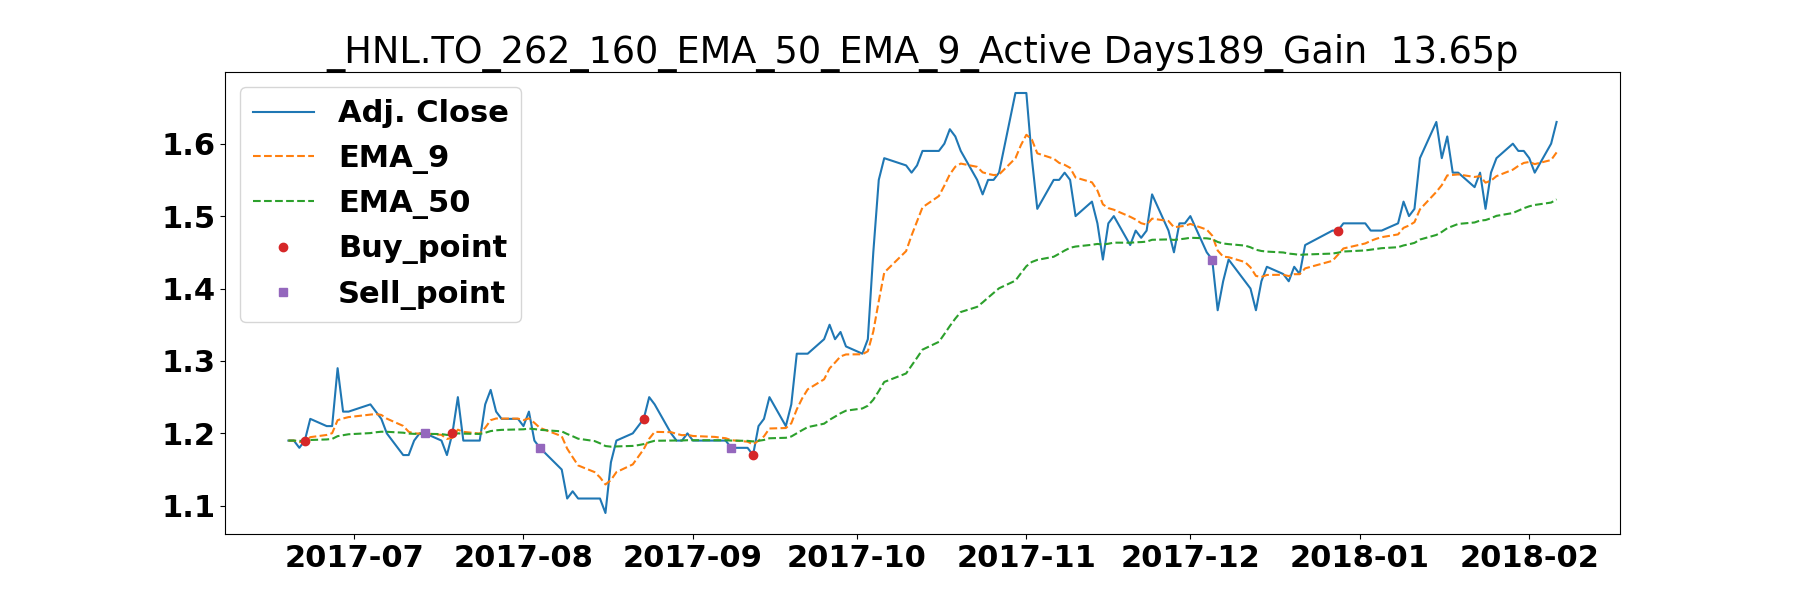 _HNL.TO_262_160_EMA_50_EMA_9_Active Days189_Gain  13.65p
Adj. Close
EMA_9
EMA_50
Buy_point
Sell_point
1.6
1.5
1.4
1.3
1.2
1.1
2017-07 2017-08 2017-09 2017-10 2017-11 2017-12 2018-01 2018-02